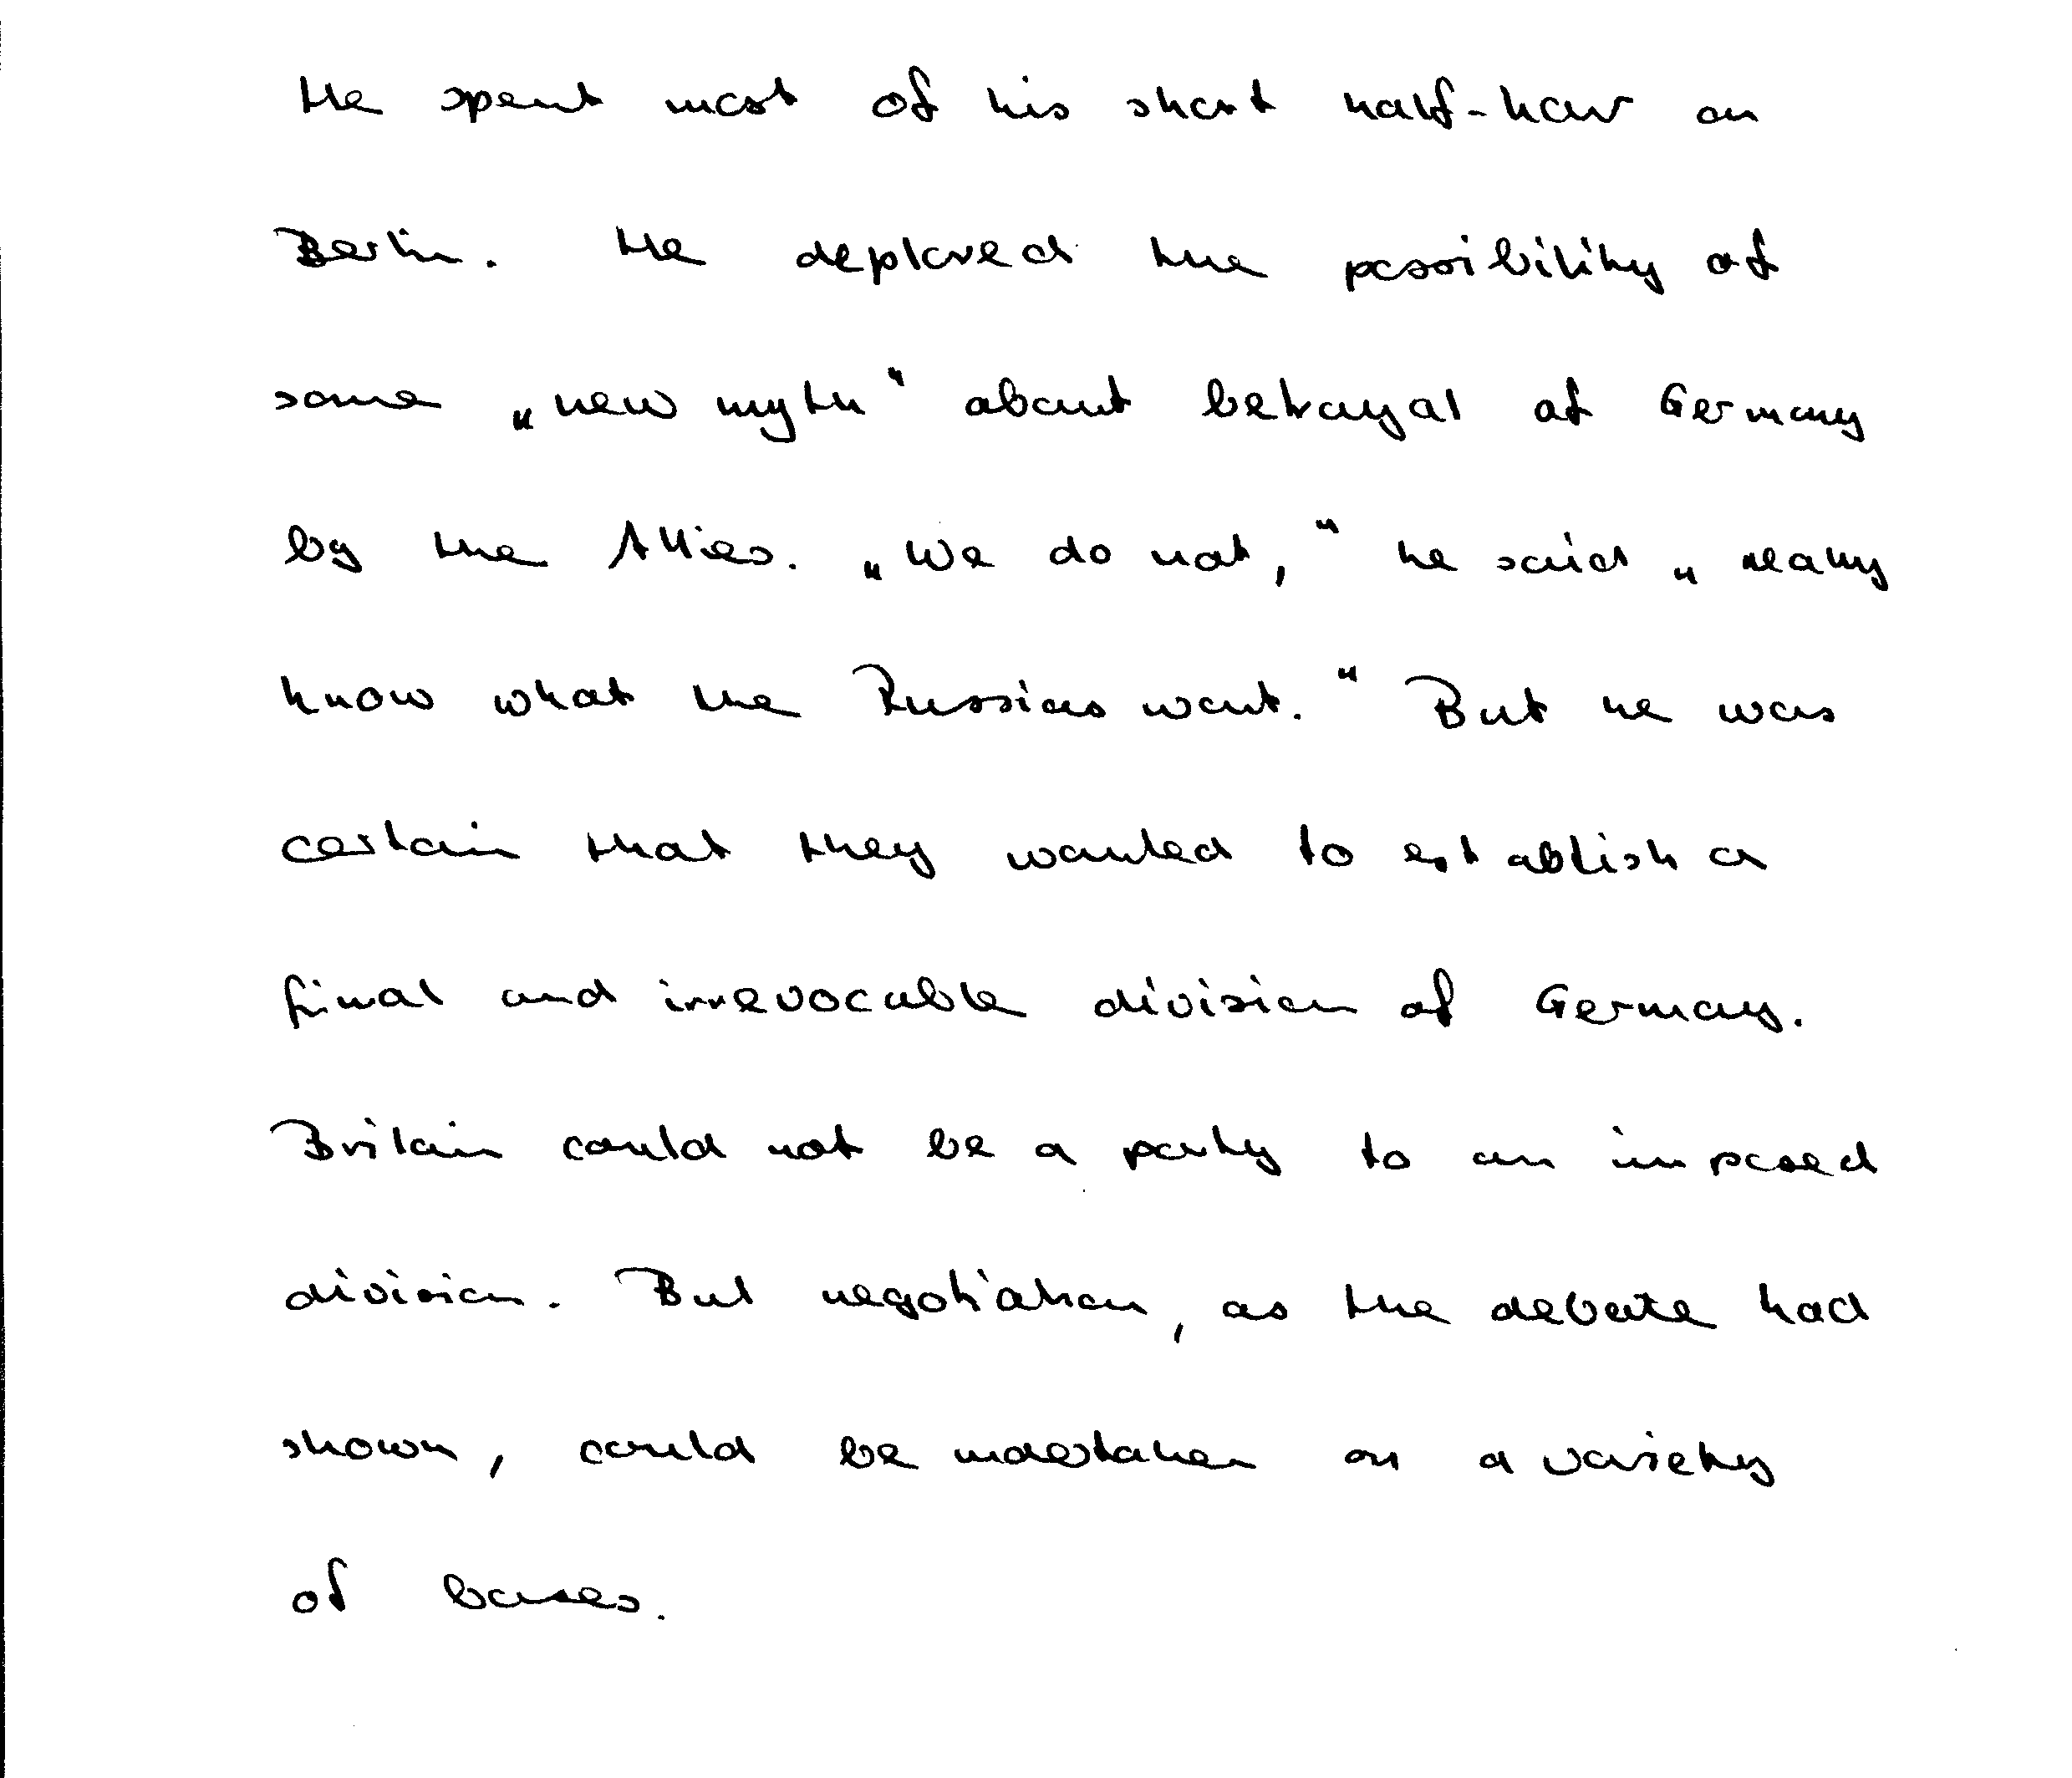 He spent most of his short half-hour on
Berlin. He deplored the possibility of
some „new myth“ about betrayal of Germany
by the Allies. „We do not,“ he said „really
know what the Russias want.“ But he was
certain that they wanted to establish a
final and irrevocable division of Germany.
Britain could not be a party to an imposed
division. But negotiation, as the debate had
shown, could be undertaken on a variety
of bases.